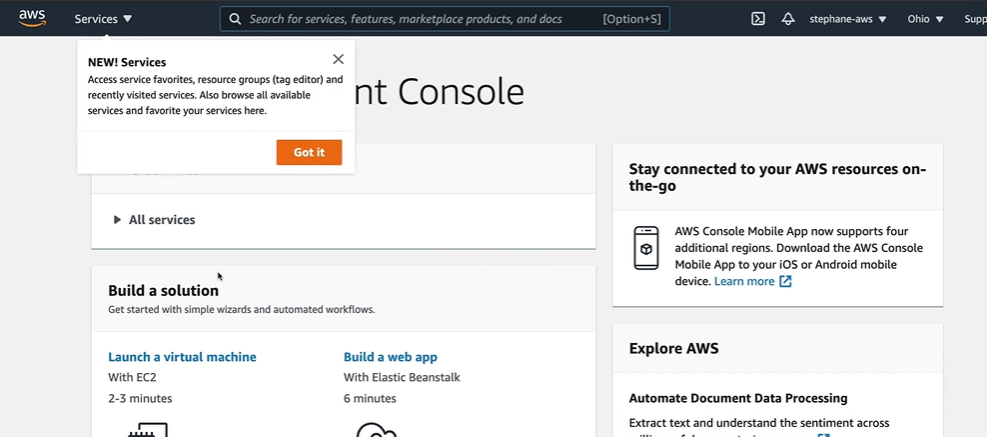 aws
Services
Search for services, features, marketplace products, and docs
[Option+S]
stephane-aws
Ohio
Supp
NEW! Services
Access service favorites, resource groups (tag editor) and
recently visited services. Also browse all available
services and favorite your services here.
Got it
nt Console
All services
Build a solution
Get started with simple wizards and automated workflows.
Launch a virtual machine
With EC2
2-3 minutes
Build a web app
With Elastic Beanstalk
6 minutes
Stay connected to your AWS resources on-
the-go
AWS Console Mobile App now supports four
additional regions. Download the AWS Console
Mobile App to your iOS or Android mobile
device. Learn more
Explore AWS
Automate Document Data Processing
Extract text and understand the sentiment across